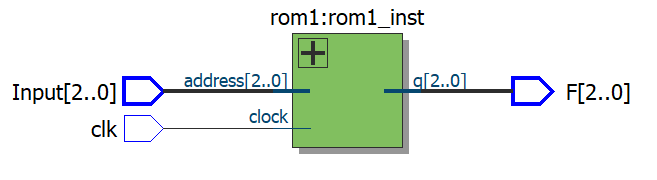 rom1:rom1_inst
Input[2..0] address[2..0] q[2..0] F[2..0]
clk clock